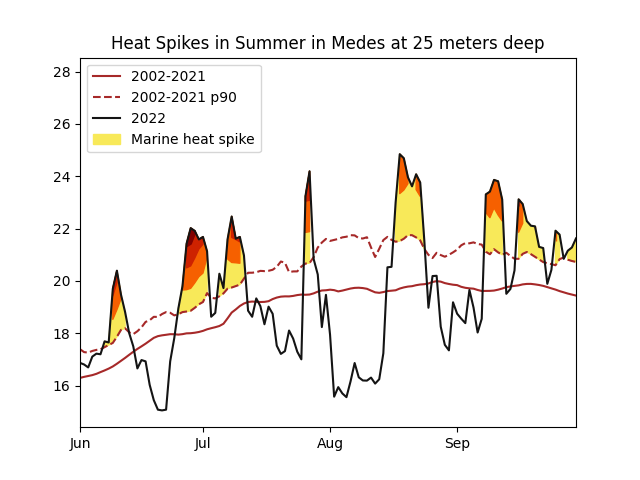 Heat Spikes in Summer in Medes at 25 meters deep
2002-2021
2002-2021 p90
2022
Marine heat spike
28
26
24
22
20
18
16
Jun
Jul
Aug
Sep